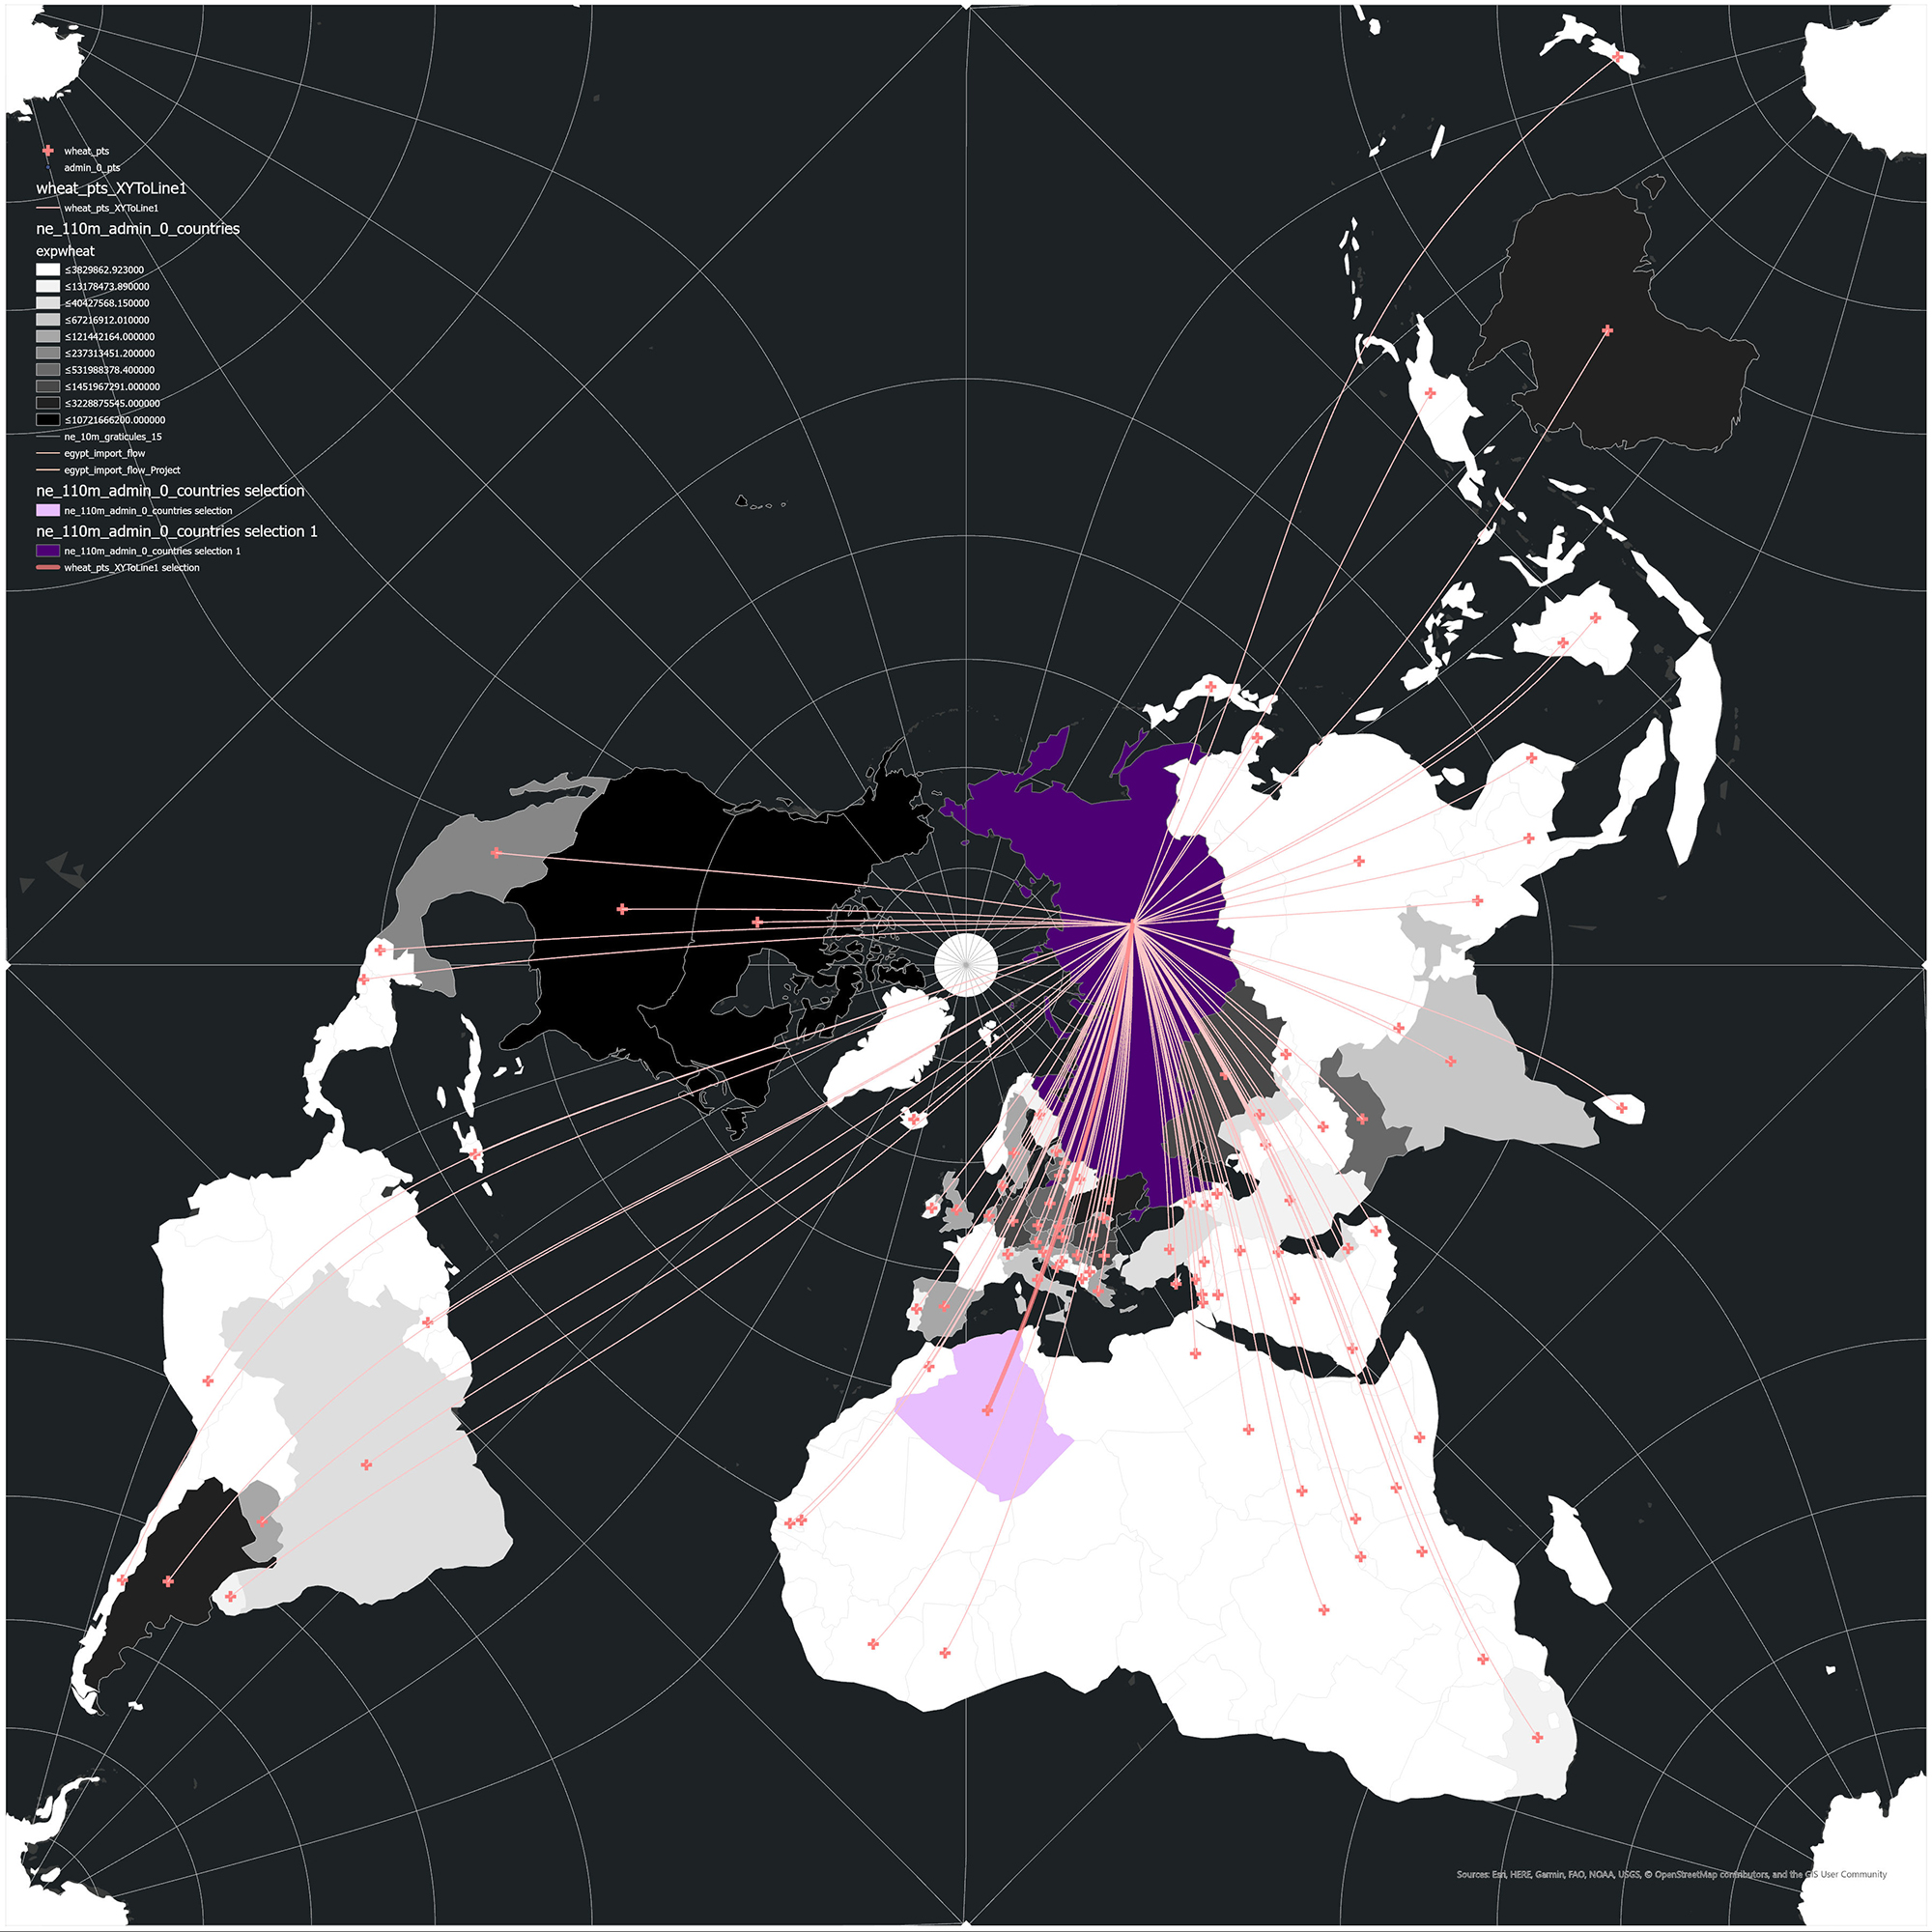 wheat_pts
admin_0_pts
wheat_pts_XYToLine1
wheat_pts_XYToLine1
ne_110m_admin_0_countries
expwheat
≤3829862.923000
≤13178473.890000
≤40427568.150000
≤67216912.010000
≤121442164.000000
≤237313451.200000
≤531988378.400000
≤1451967291.000000
≤3228875545.000000
≤10721666200.000000
ne_10m_graticules_15
egypt_import_flow
egypt_import_flow_Project
ne_110m_admin_0_countries selection
ne_110m_admin_0_countries selection
ne_110m_admin_0_countries selection 1
ne_110m_admin_0_countries selection 1
wheat_pts_XYToLine1 selection
Sources: Esri, HERE, Garmin, FAO, NOAA, USGS, © OpenStreetMap contributors, and the GIS User Community